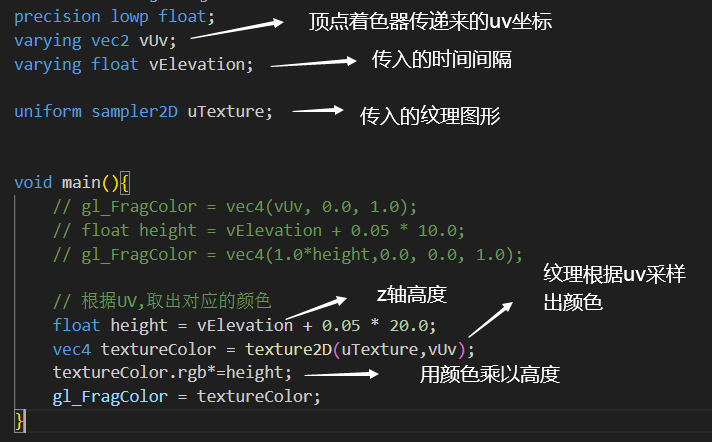 precision lowp float;
varying vec2 vUv;
顶点着色器传递来的uv坐标
varying float vElevation;
传入的时间间隔
uniform sampler2D uTexture;
传入的纹理图形
void main(){
// gl_FragColor = vec4(vUv, 0.0, 1.0);
// float height = vElevation + 0.05 * 10.0;
// gl_FragColor = vec4(1.0*height,0.0, 0.0, 1.0);
// 根据UV,取出对应的颜色
z轴高度
纹理根据uv采样
出颜色
float height = vElevation + 0.05 * 20.0;
vec4 textureColor = texture2D(uTexture,vUv);
textureColor.rgb*=height;
用颜色乘以高度
gl_FragColor = textureColor;
}